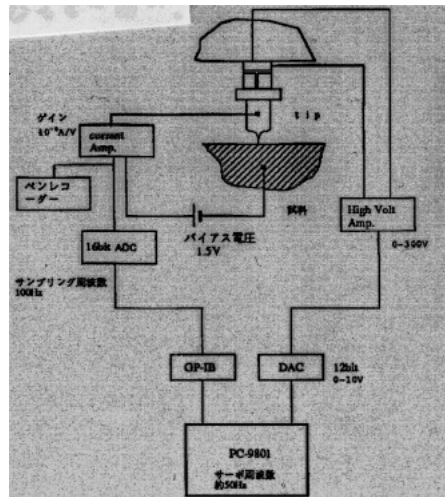 ゲイン
10⁻⁸A/V
current
Amp.
tip
ペンレコ
ーダー
試料
High Volt
Amp.
0-300V
バイアス電圧
1.5V
16bit ADC
サンプリング周波数
100Hz
GP-IB
DAC
12bit
0-10V
PC-9801
サーボ周波数
約50Hz